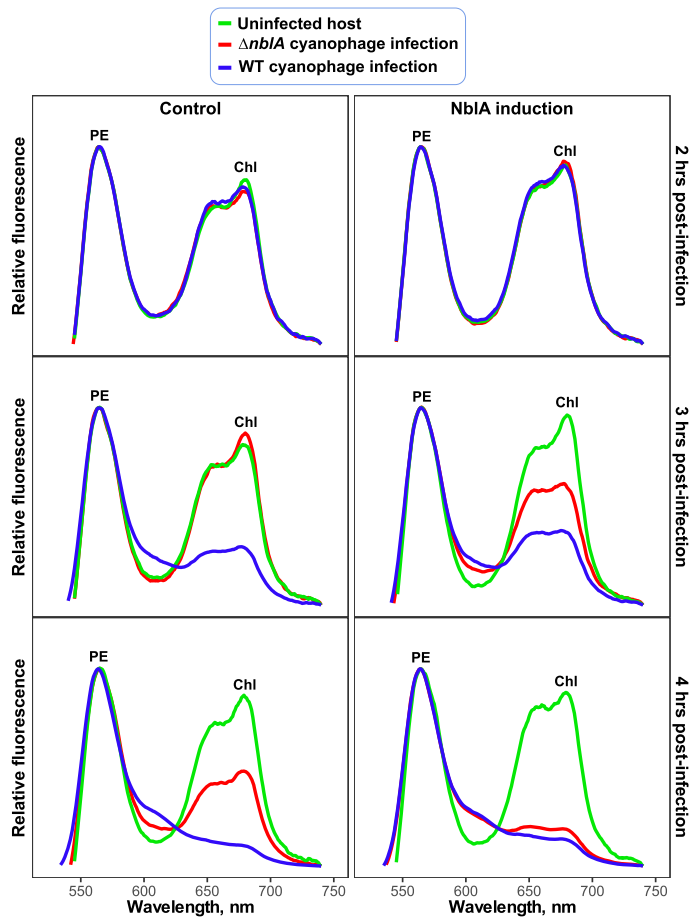 Uninfected host
ΔnblA cyanophage infection
WT cyanophage infection
Control
NblA induction
PE
Chl
PE
Chl
Relative fluorescence
2 hrs post-infection
PE
Chl
PE
Chl
Relative fluorescence
3 hrs post-infection
PE
Chl
PE
Chl
Relative fluorescence
4 hrs post-infection
550 600 650 700 750
550 600 650 700 750
Wavelength, nm
Wavelength, nm